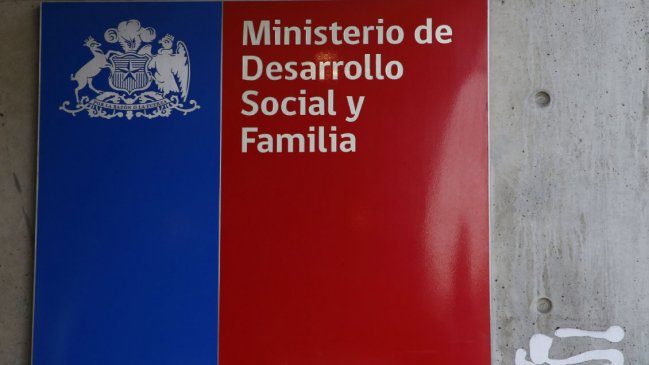 Ministerio de
Desarrollo
Social y
Familia